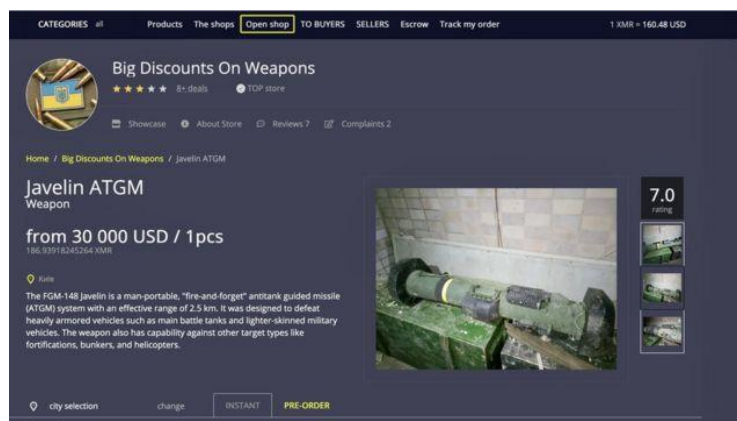 CATEGORIES all Products The shops Open shop TO BUYERS SELLERS Escrow Track my order 1 XMR = 160.48 USD
Big Discounts On Weapons
8+ deals TOP store
Showcase About Store Reviews 7 Complaints 2
Home / Big Discounts On Weapons / Javelin ATGM
Javelin ATGM
Weapon
7.0
rating
from 30 000 USD / 1pcs
186.93918245264 XMR
The FGM-148 Javelin is a man-portable, "fire-and-forget" antitank guided missile
(ATGM) system with an effective range of 2.5 km. It was designed to defeat
heavily armored vehicles such as main battle tanks and lighter-skinned military
vehicles. The weapon also has capability against other target types like
fortifications, bunkers, and helicopters.
city selection change INSTANT PRE-ORDER